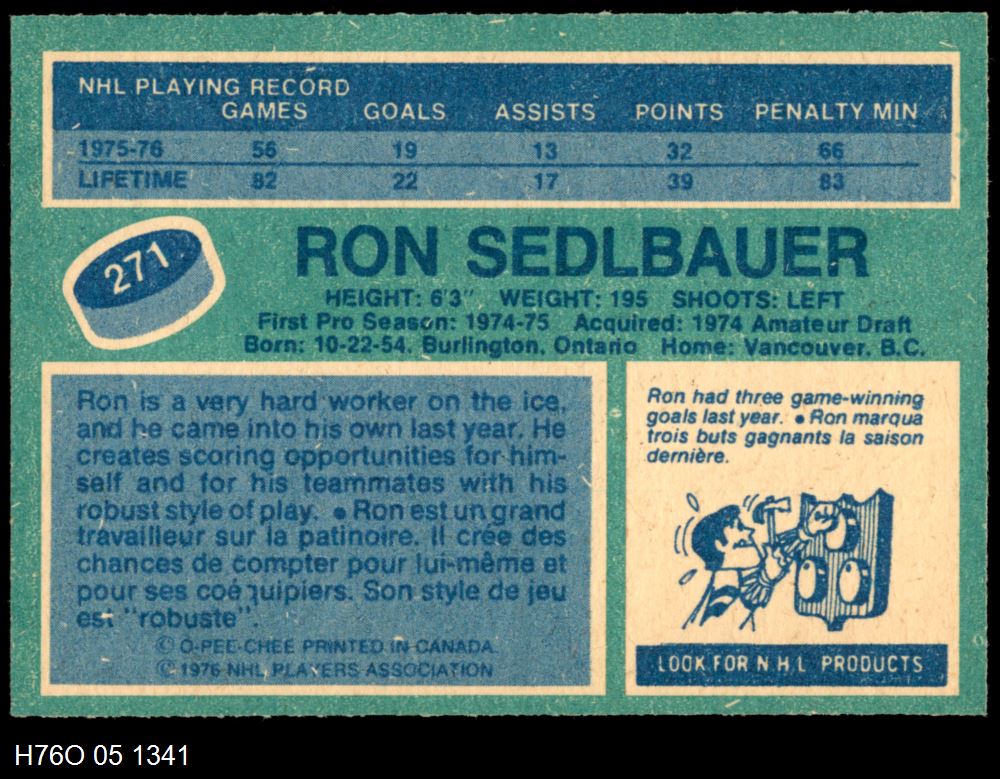 NHL PLAYING RECORD
GAMES GOALS ASSISTS POINTS PENALTY MIN
1975-76 56 19 13 32 66
LIFETIME 82 22 17 39 83
271
RON SEDLBAUER
HEIGHT: 6'3" WEIGHT: 195 SHOOTS: LEFT
First Pro Season: 1974-75 Acquired: 1974 Amateur Draft
Born: 10-22-54, Burlington, Ontario Home: Vancouver, B.C.
Ron is a very hard worker on the ice,
and he came into his own last year. He
creates scoring opportunities for him-
self and for his teammates with his
robust style of play. ● Ron est un grand
travailleur sur la patinoire. Il crée des
chances de compter pour lui-même et
pour ses coéquipiers. Son style de jeu
est "robuste".
© O-PEE-CHEE PRINTED IN CANADA
© 1976 NHL PLAYERS ASSOCIATION
Ron had three game-winning
goals last year. ● Ron marqua
trois buts gagnants la saison
dernière.
LOOK FOR N.H.L PRODUCTS
H76O 05 1341